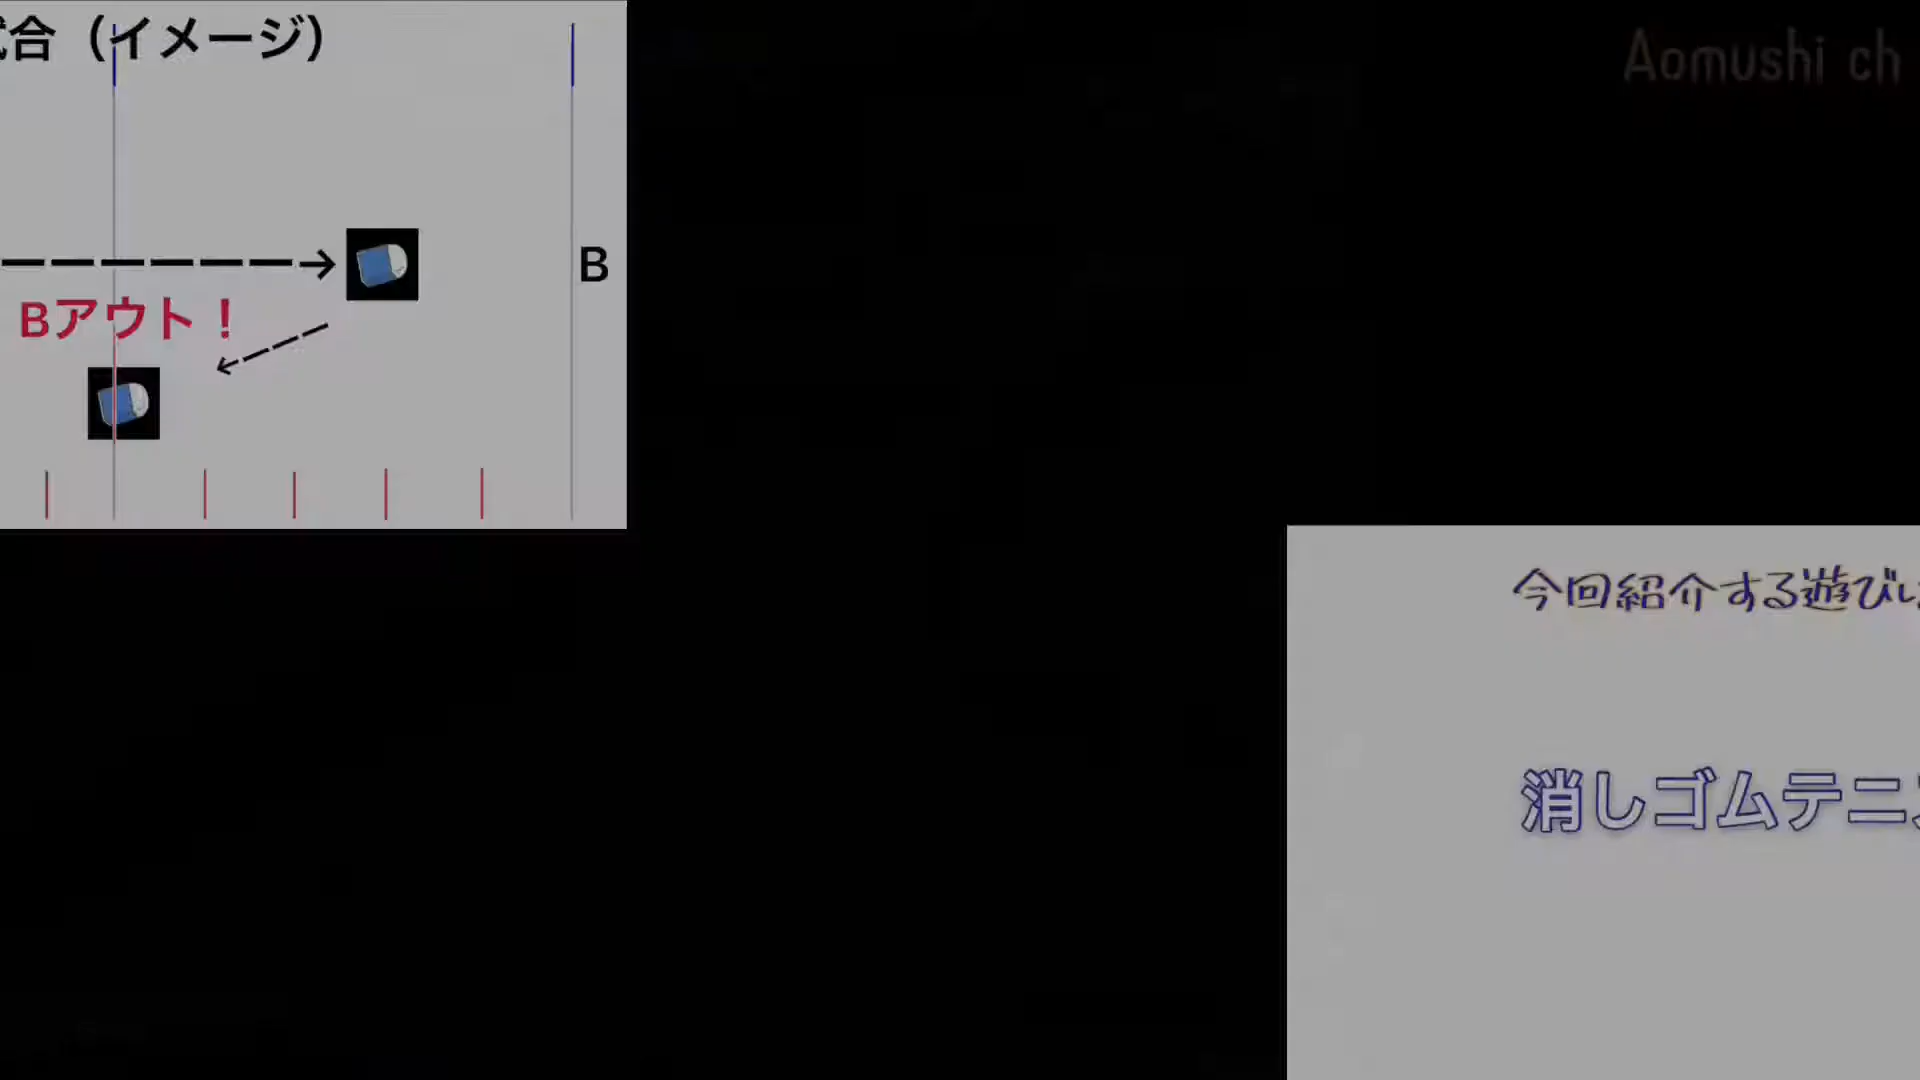 合（イメージ）
Aomushi ch
B
Bアウト！
今回紹介する遊び
消しゴムテニ